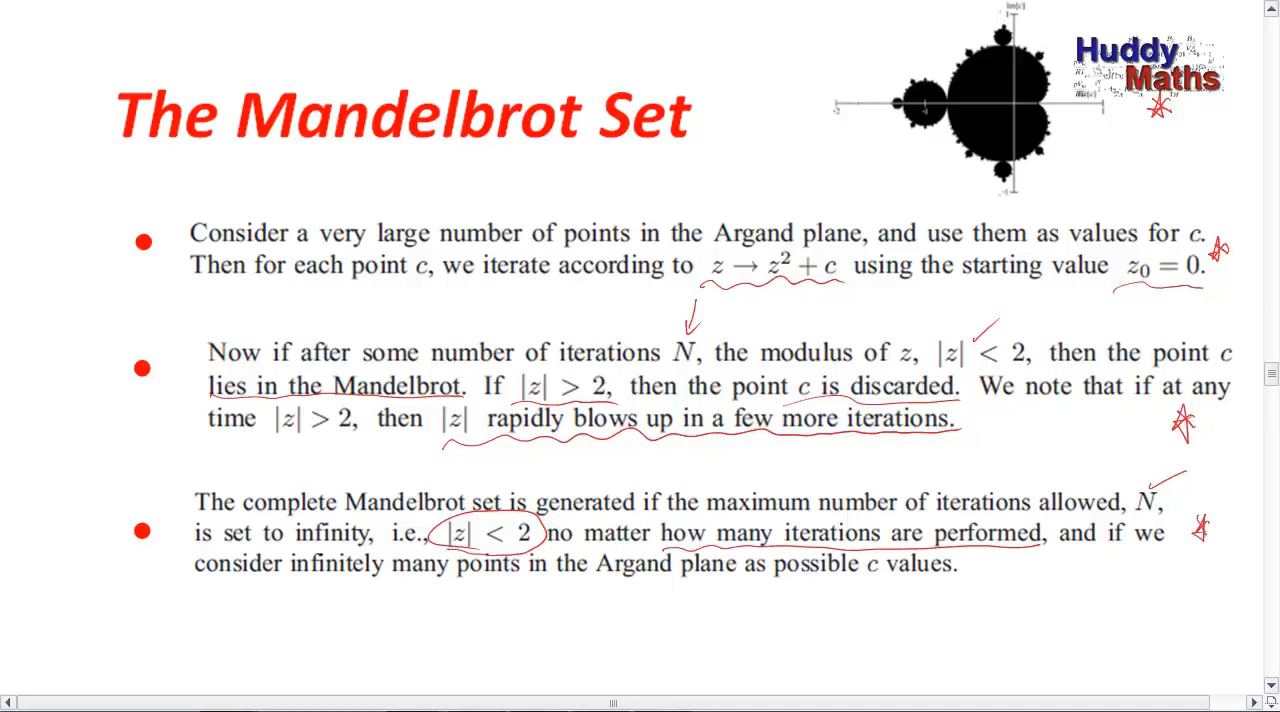 Im[c]
1
Huddy
Maths
The Mandelbrot Set
-2
-1
1
Consider a very large number of points in the Argand plane, and use them as values for c.
Then for each point c, we iterate according to z → z² + c using the starting value z₀ = 0.
Now if after some number of iterations N, the modulus of z, |z| < 2, then the point c
lies in the Mandelbrot. If |z| > 2, then the point c is discarded. We note that if at any
time |z| > 2, then |z| rapidly blows up in a few more iterations.
The complete Mandelbrot set is generated if the maximum number of iterations allowed, N,
is set to infinity, i.e., |z| < 2 no matter how many iterations are performed, and if we
consider infinitely many points in the Argand plane as possible c values.